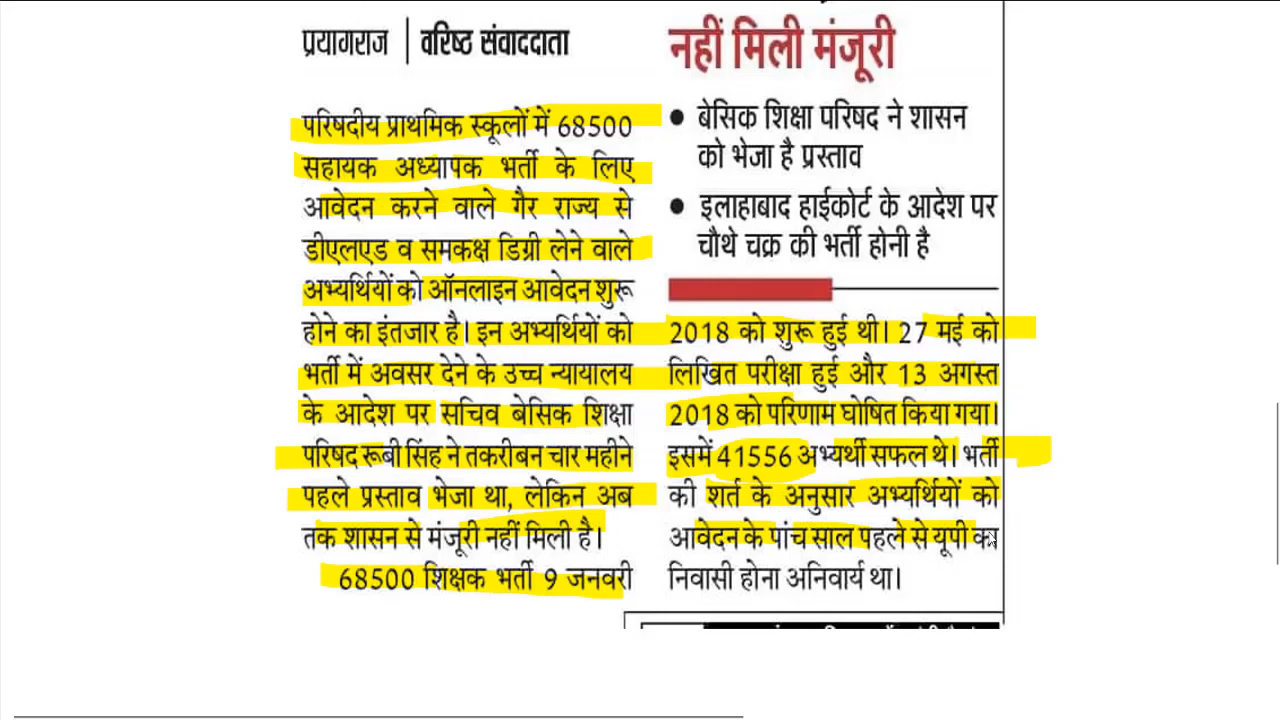 प्रयागराज | वरिष्ठ संवाददाता
परिषदीय प्राथमिक स्कूलों में 68500
सहायक अध्यापक भर्ती के लिए
आवेदन करने वाले गैर राज्य से
डीएलएड व समकक्ष डिग्री लेने वाले
अभ्यर्थियों को ऑनलाइन आवेदन शुरू
होने का इंतजार है। इन अभ्यर्थियों को
भर्ती में अवसर देने के उच्च न्यायालय
के आदेश पर सचिव बेसिक शिक्षा
परिषद रूबी सिंह ने तकरीबन चार महीने
पहले प्रस्ताव भेजा था, लेकिन अब
तक शासन से मंजूरी नहीं मिली है।
68500 शिक्षक भर्ती 9 जनवरी
नहीं मिली मंजूरी
• बेसिक शिक्षा परिषद ने शासन
को भेजा है प्रस्ताव
• इलाहाबाद हाईकोर्ट के आदेश पर
चौथे चक्र की भर्ती होनी है
2018 को शुरू हुई थी। 27 मई को
लिखित परीक्षा हुई और 13 अगस्त
2018 को परिणाम घोषित किया गया।
इसमें 41556 अभ्यर्थी सफल थे। भर्ती
की शर्त के अनुसार अभ्यर्थियों को
आवेदन के पांच साल पहले से यूपी का
निवासी होना अनिवार्य था।